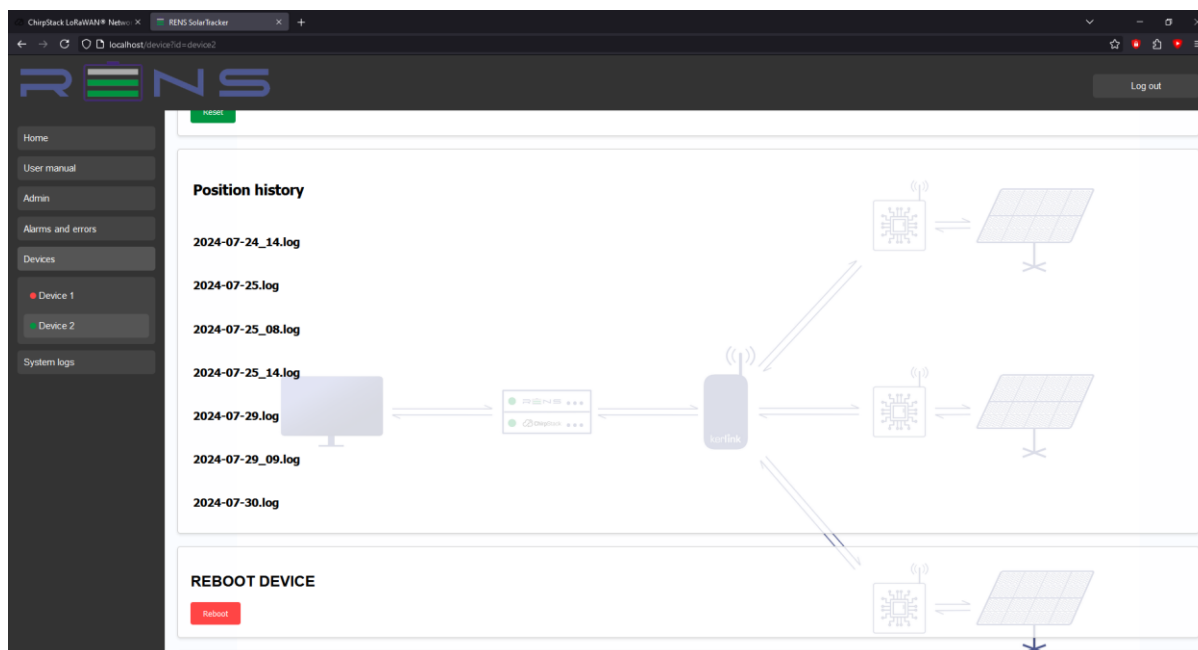 ChirpStack LoRaWAN® Networ
RENS SolarTracker
localhost/device?id=device2
RENS
Log out
Reset
Home
User manual
Admin
Alarms and errors
Devices
Device 1
Device 2
System logs
Position history
2024-07-24_14.log
2024-07-25.log
2024-07-25_08.log
2024-07-25_14.log
2024-07-29.log
2024-07-29_09.log
2024-07-30.log
RENS
kerlink
REBOOT DEVICE
Reboot